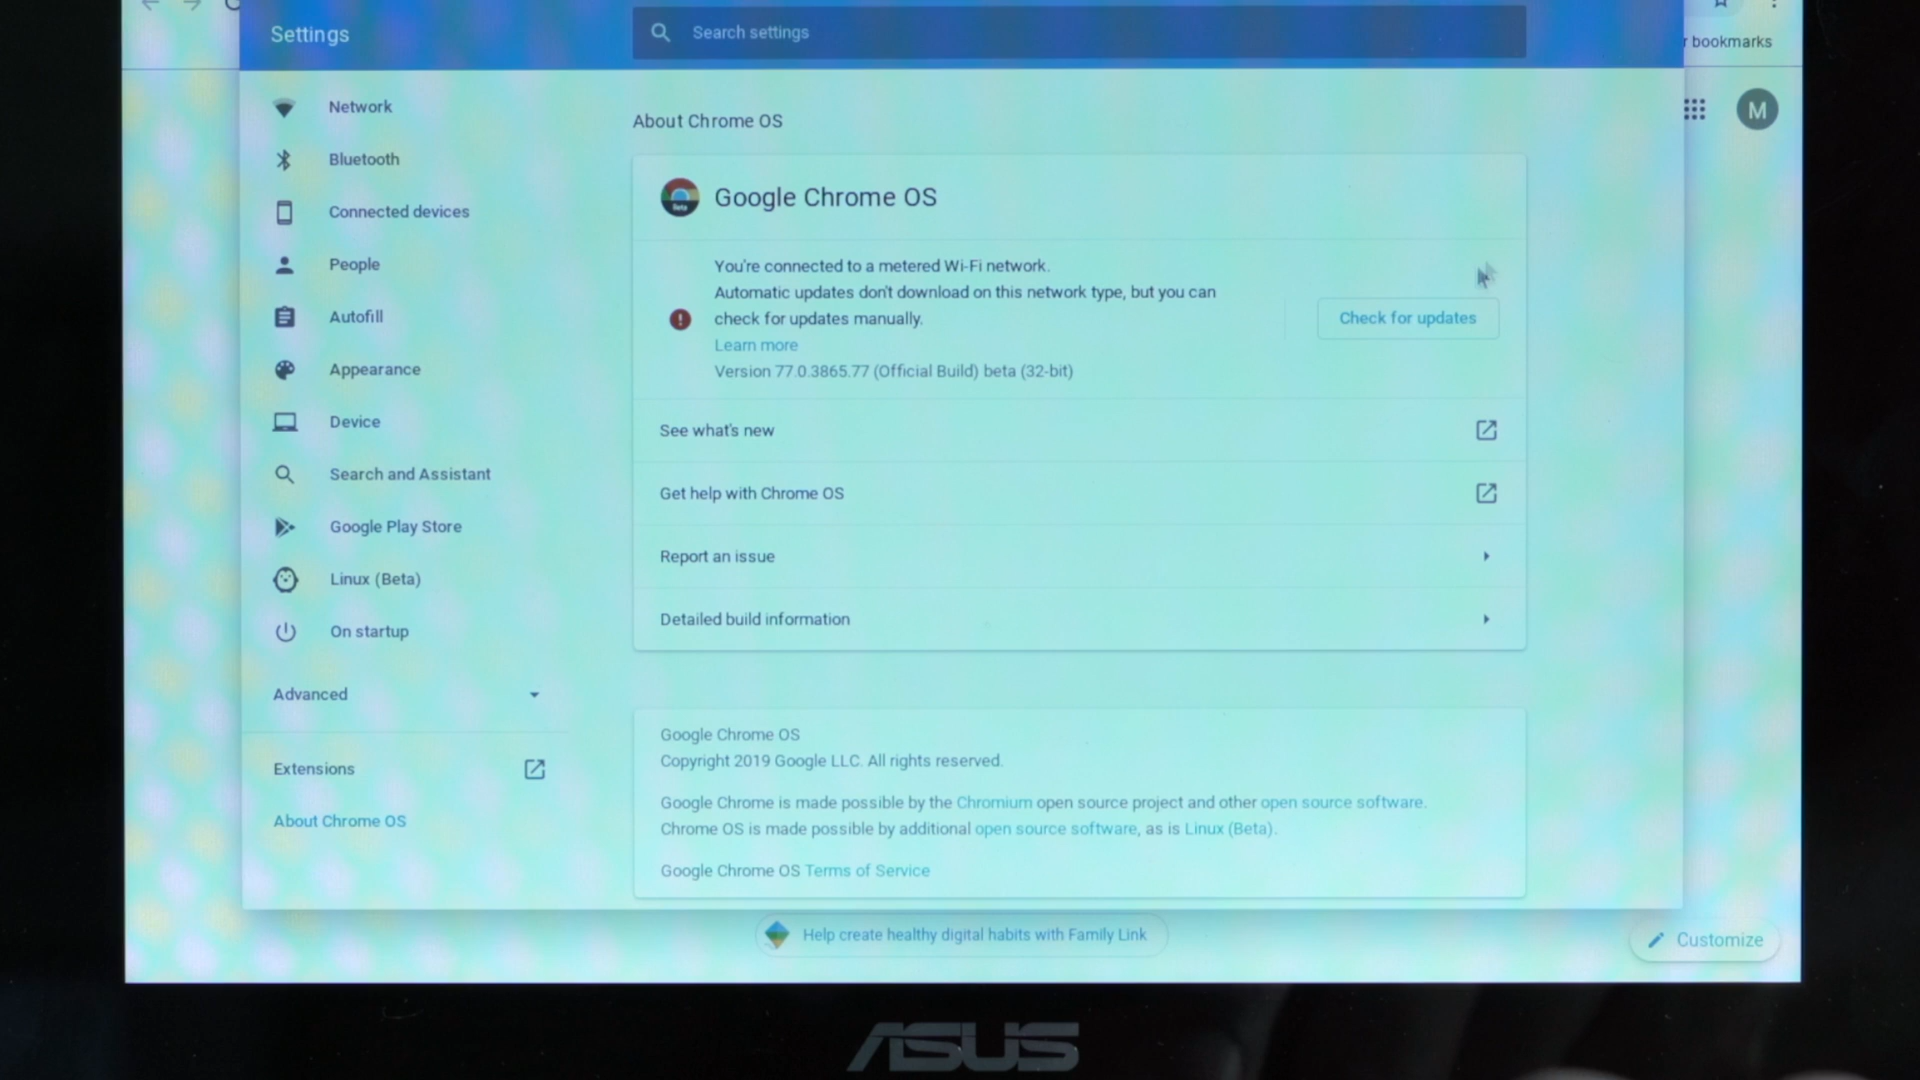 Settings
Search settings
bookmarks
M
Network
Bluetooth
Connected devices
People
Autofill
Appearance
Device
Search and Assistant
Google Play Store
Linux (Beta)
On startup
Advanced
Extensions
About Chrome OS
About Chrome OS
Beta
Google Chrome OS
You're connected to a metered Wi-Fi network.
Automatic updates don't download on this network type, but you can
check for updates manually.
Learn more
Version 77.0.3865.77 (Official Build) beta (32-bit)
Check for updates
See what's new
Get help with Chrome OS
Report an issue
Detailed build information
Google Chrome OS
Copyright 2019 Google LLC. All rights reserved.
Google Chrome is made possible by the Chromium open source project and other open source software.
Chrome OS is made possible by additional open source software, as is Linux (Beta).
Google Chrome OS Terms of Service
Help create healthy digital habits with Family Link
Customize
ASUS